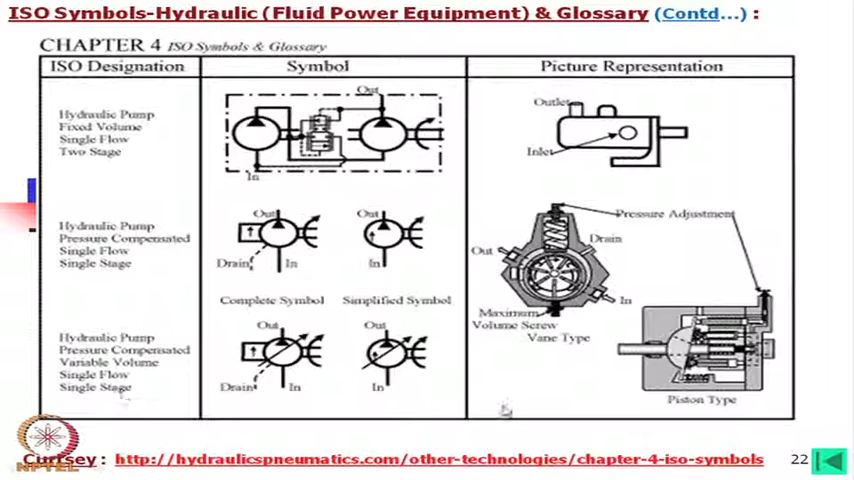 ISO Symbols-Hydraulic (Fluid Power Equipment) & Glossary (Contd...) :
CHAPTER 4 ISO Symbols & Glossary
ISO Designation
Symbol
Picture Representation
Hydraulic Pump
Fixed Volume
Single Flow
Two Stage
Out
In
Outlet
Inlet
Hydraulic Pump
Pressure Compensated
Single Flow
Single Stage
Out
Drain
In
Out
In
Complete Symbol
Simplified Symbol
Pressure Adjustment
Drain
Out
In
Maximum
Volume Screw
Vane Type
Hydraulic Pump
Pressure Compensated
Variable Volume
Single Flow
Single Stage
Out
Drain
In
Out
In
Piston Type
NPTEL
Curtsey : http://hydraulicspneumatics.com/other-technologies/chapter-4-iso-symbols
22